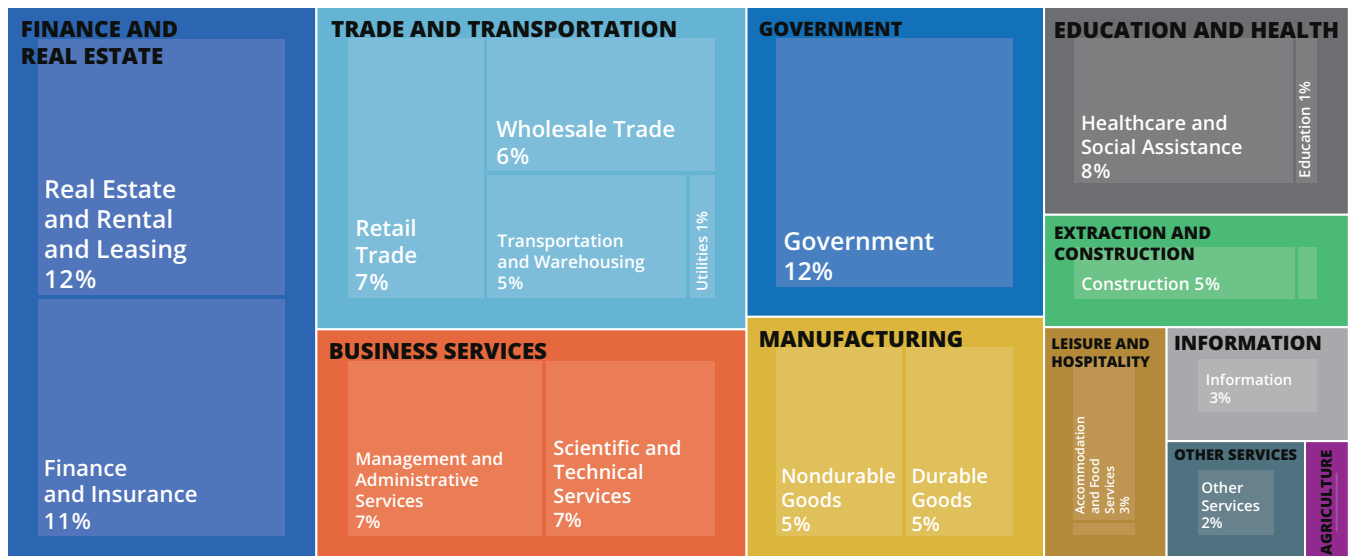 FINANCE AND
REAL ESTATE
Real Estate
and Rental
and Leasing
12%
Finance
and Insurance
11%
TRADE AND TRANSPORTATION
Retail
Trade
7%
Wholesale Trade
6%
Transportation
and Warehousing
5%
Utilities 1%
BUSINESS SERVICES
Management and
Administrative
Services
7%
Scientific and
Technical
Services
7%
GOVERNMENT
Government
12%
MANUFACTURING
Nondurable
Goods
5%
Durable
Goods
5%
EDUCATION AND HEALTH
Healthcare and
Social Assistance
8%
Education 1%
EXTRACTION AND
CONSTRUCTION
Construction 5%
LEISURE AND
HOSPITALITY
Accommodation
and Food
Services
3%
INFORMATION
Information
3%
OTHER SERVICES
Other
Services
2%
AGRICULTURE